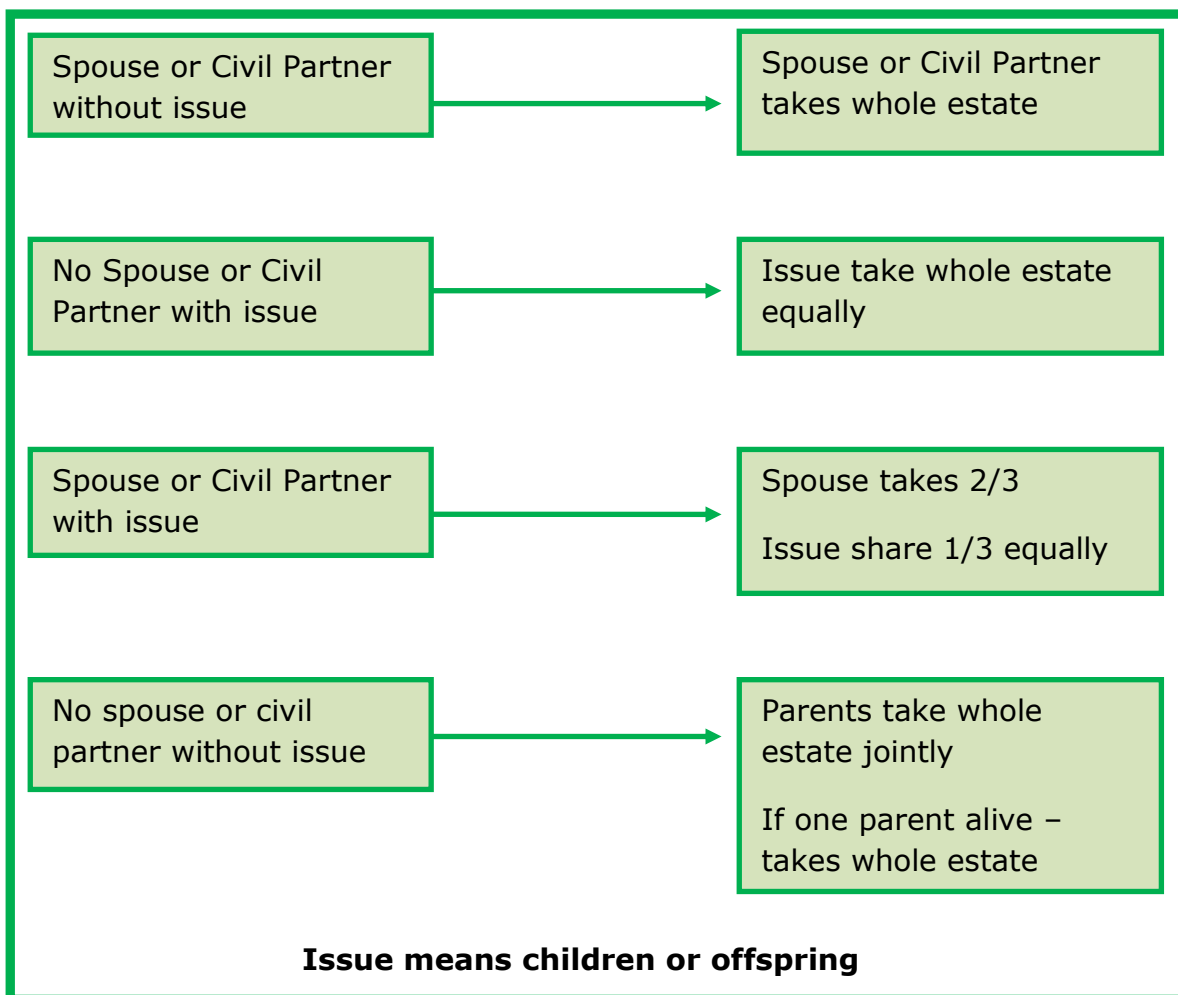 Spouse or Civil Partner
without issue
Spouse or Civil Partner
takes whole estate
No Spouse or Civil
Partner with issue
Issue take whole estate
equally
Spouse or Civil Partner
with issue
Spouse takes 2/3
Issue share 1/3 equally
No spouse or civil
partner without issue
Parents take whole
estate jointly
If one parent alive –
takes whole estate
Issue means children or offspring